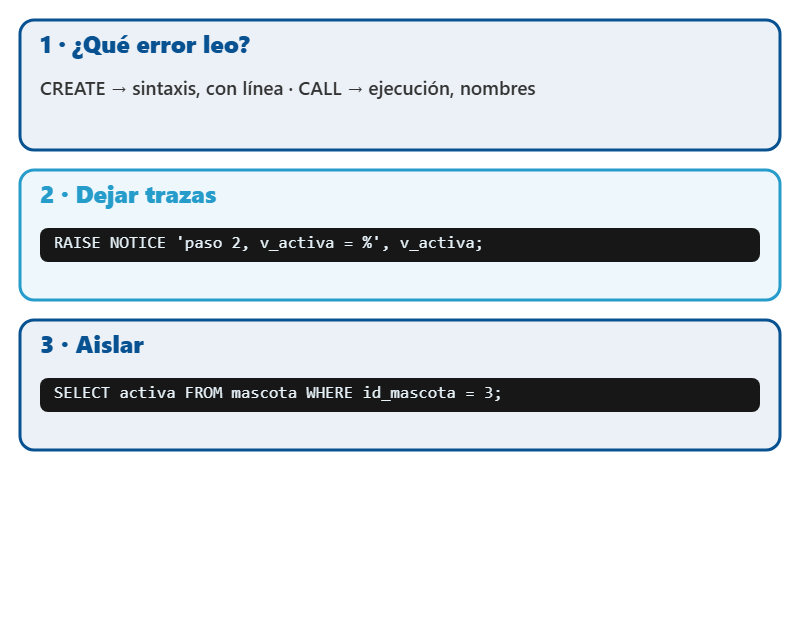 1 · ¿Qué error leo?
CREATE → sintaxis, con línea · CALL → ejecución, nombres
2 · Dejar trazas
RAISE NOTICE 'paso 2, v_activa = %', v_activa;
3 · Aislar
SELECT activa FROM mascota WHERE id_mascota = 3;